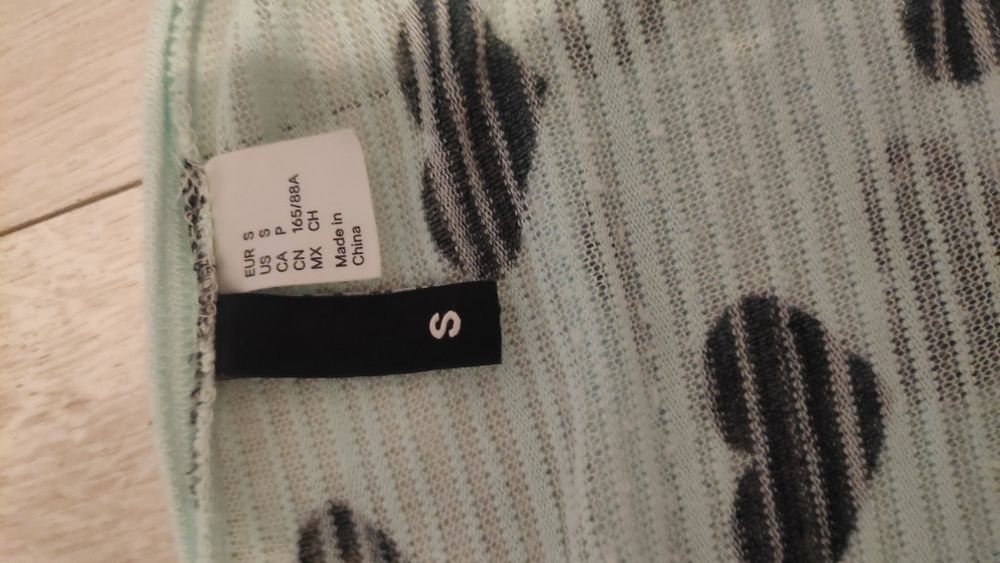 EUR S
US S
CA P
CN 165/88A
MX CH
Made in
China
S